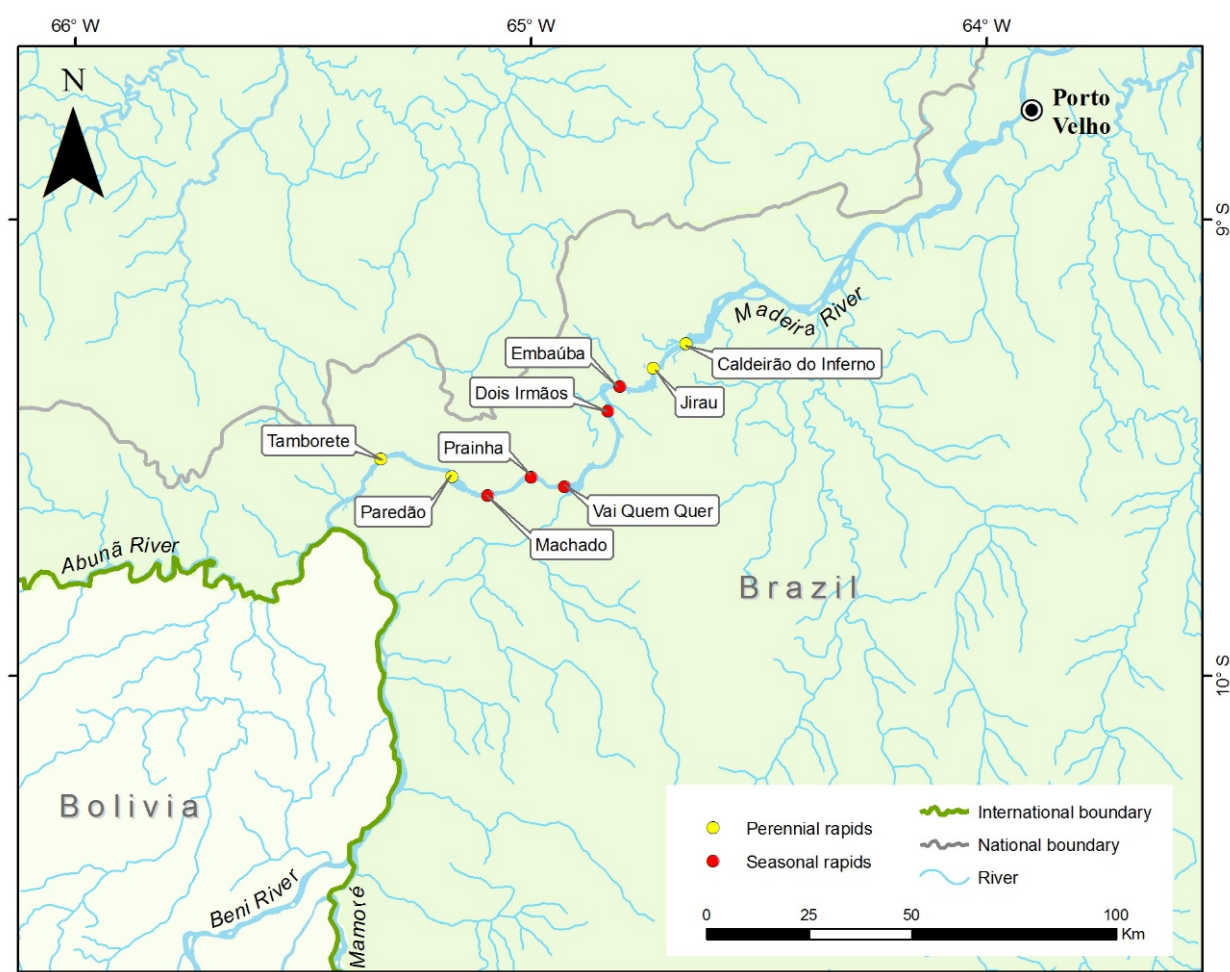 66° W
65° W
64° W
N
Porto
Velho
9° S
Madeira River
Embaúba
Caldeirão do Inferno
Dois Irmãos
Jirau
Tamborete
Prainha
Paredão
Vai Quem Quer
Machado
Abunã River
Brazil
10° S
Bolivia
Beni River
Mamoré
Perennial rapids
Seasonal rapids
International boundary
National boundary
River
0 25 50 100
Km